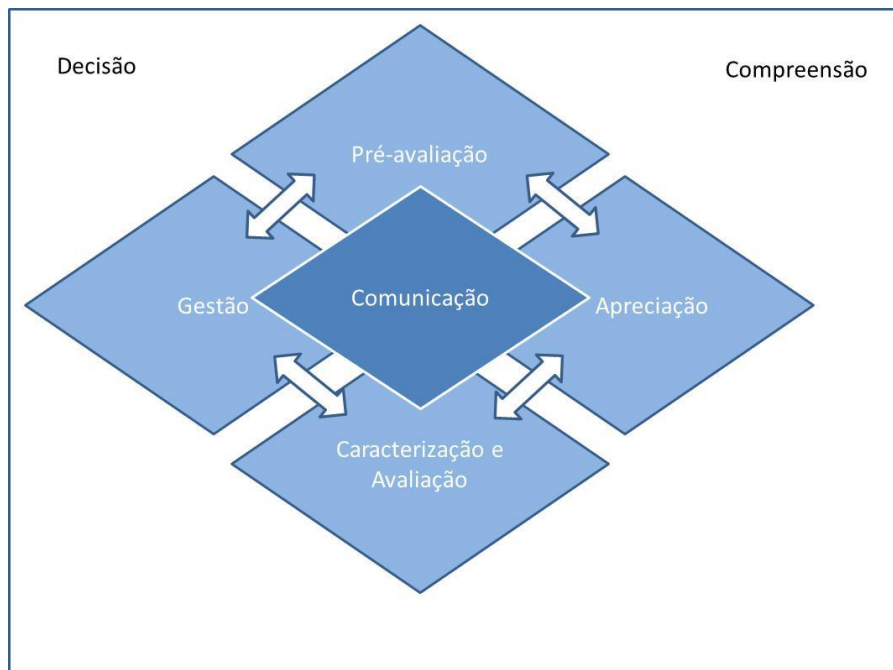 Decisão
Compreensão
Pré-avaliação
Gestão
Comunicação
Apreciação
Caracterização e
Avaliação